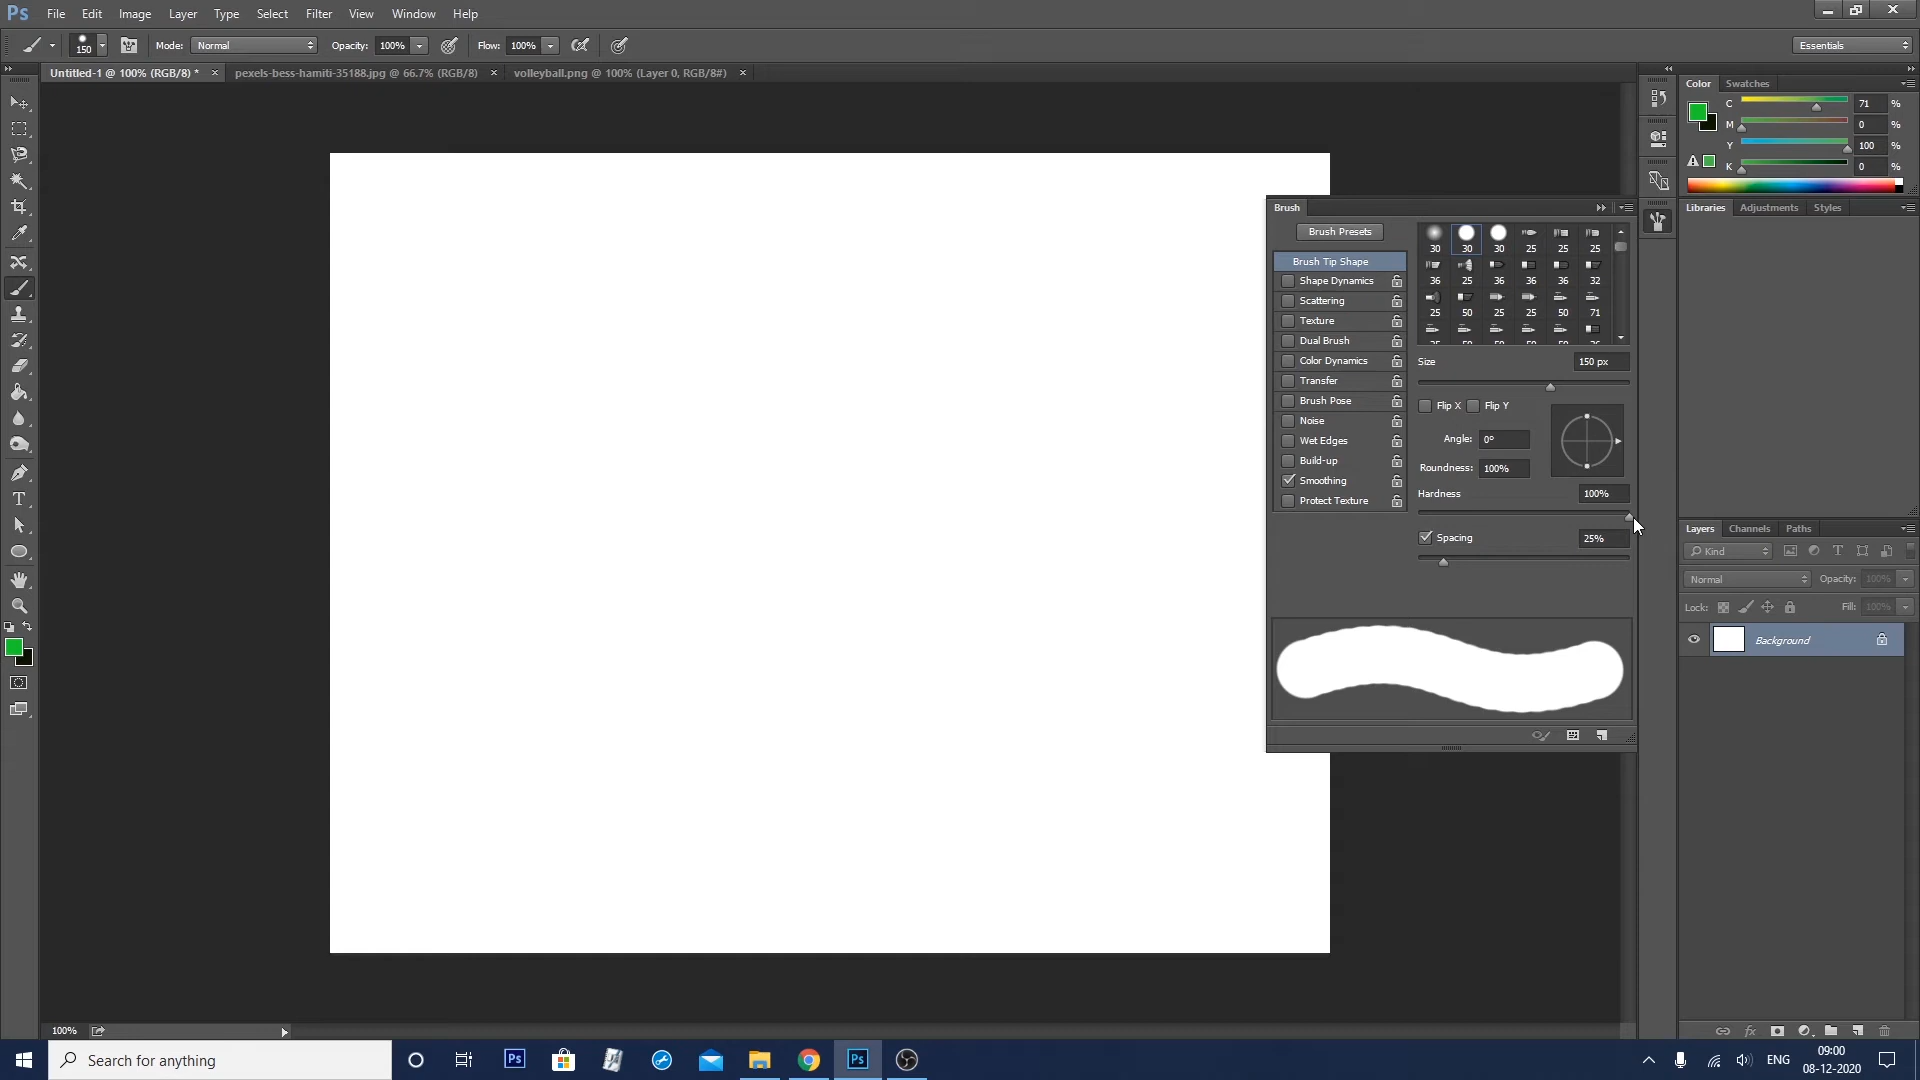 Ps File Edit Image Layer Type Select Filter View Window Help
150 Mode: Normal Opacity: 100% Flow: 100% Essentials
Untitled-1 @ 100% (RGB/8) * × pexels-bess-hamiti-35188.jpg @ 66.7% (RGB/8) × volleyball.png @ 100% (Layer 0, RGB/8#) ×
Color Swatches
C 71 %
M 0 %
Y 100 %
K 0 %
Libraries Adjustments Styles
Brush
Brush Presets
Brush Tip Shape
Shape Dynamics
Scattering
Texture
Dual Brush
Color Dynamics
Transfer
Brush Pose
Noise
Wet Edges
Build-up
Smoothing
Protect Texture
30 30 30 25 25 25
36 25 36 36 36 32
25 50 25 25 50 71
Size 150 px
Flip X Flip Y
Angle: 0°
Roundness: 100%
Hardness 100%
Spacing 25%
Layers Channels Paths
Kind
Normal Opacity: 100%
Lock: Fill: 100%
Background
fx
100%
Search for anything
Ps
Ps
ENG
09:00
08-12-2020